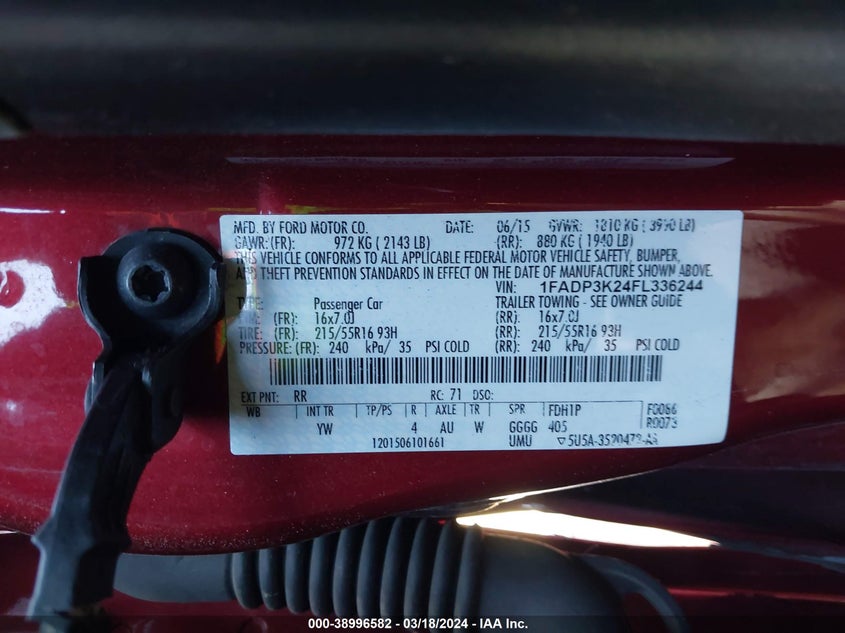 MFD. BY FORD MOTOR CO. DATE: 06/15 GVWR: 1810 KG ( LB)
GAWR:(FR): 972 KG ( 2143 LB) (RR): 880 KG ( 1940 LB)
THIS VEHICLE CONFORMS TO ALL APPLICABLE FEDERAL MOTOR VEHICLE SAFETY, BUMPER,
AND THEFT PREVENTION STANDARDS IN EFFECT ON THE DATE OF MANUFACTURE SHOWN ABOVE.
VIN: 1FADP3K24FL336244
TYPE: Passenger Car TRAILER TOWING - SEE OWNER GUIDE
(FR): 16x7.0J (RR): 16x7.0J
TIRE: (FR): 215/55R16 93H (RR): 215/55R16 93H
PRESSURE: (FR): 240 kPa/ 35 PSI COLD (RR): 240 kPa/ 35 PSI COLD
EXT PNT: RR RC: 71 DSO:
WB INT TR TP/PS R AXLE TR SPR FDH1P F0086
YW 4 AU W GGGG 405 R0073
1201506101661 UMU
000-38996582 - 03/18/2024 - © IAA, Inc.